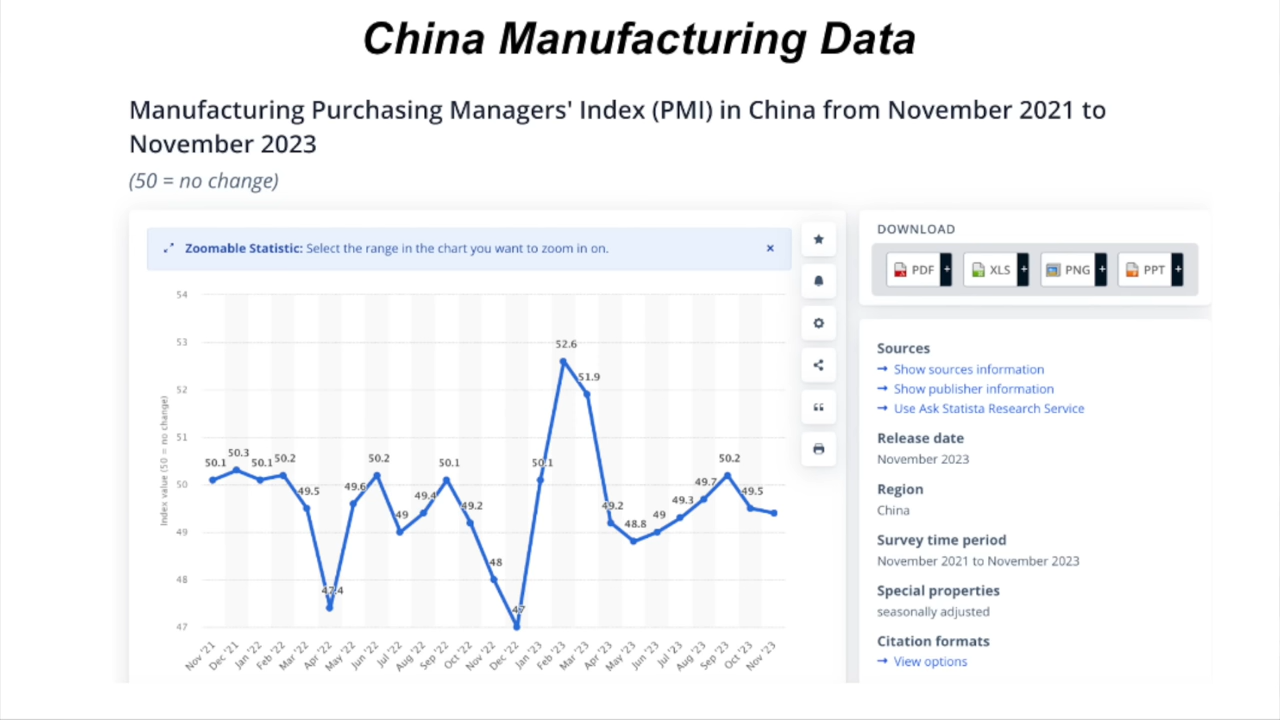 China Manufacturing Data
Manufacturing Purchasing Managers' Index (PMI) in China from November 2021 to
November 2023
(50 = no change)
Zoomable Statistic: Select the range in the chart you want to zoom in on.
×
DOWNLOAD
PDF +
XLS +
PNG +
PPT +
Index value (50 = no change)
54
53
52
51
50
49
48
47
50.1
50.3
50.1
50.2
49.5
47.4
49.6
50.2
49
49.4
50.1
49.2
48
47
50.1
52.6
51.9
49.2
48.8
49
49.3
49.7
50.2
49.5
Nov '21
Dec '21
Jan '22
Feb '22
Mar '22
Apr '22
May '22
Jun '22
Jul '22
Aug '22
Sep '22
Oct '22
Nov '22
Dec '22
Jan '23
Feb '23
Mar '23
Apr '23
May '23
Jun '23
Jul '23
Aug '23
Sep '23
Oct '23
Nov '23
Sources
→ Show sources information
→ Show publisher information
→ Use Ask Statista Research Service
Release date
November 2023
Region
China
Survey time period
November 2021 to November 2023
Special properties
seasonally adjusted
Citation formats
→ View options